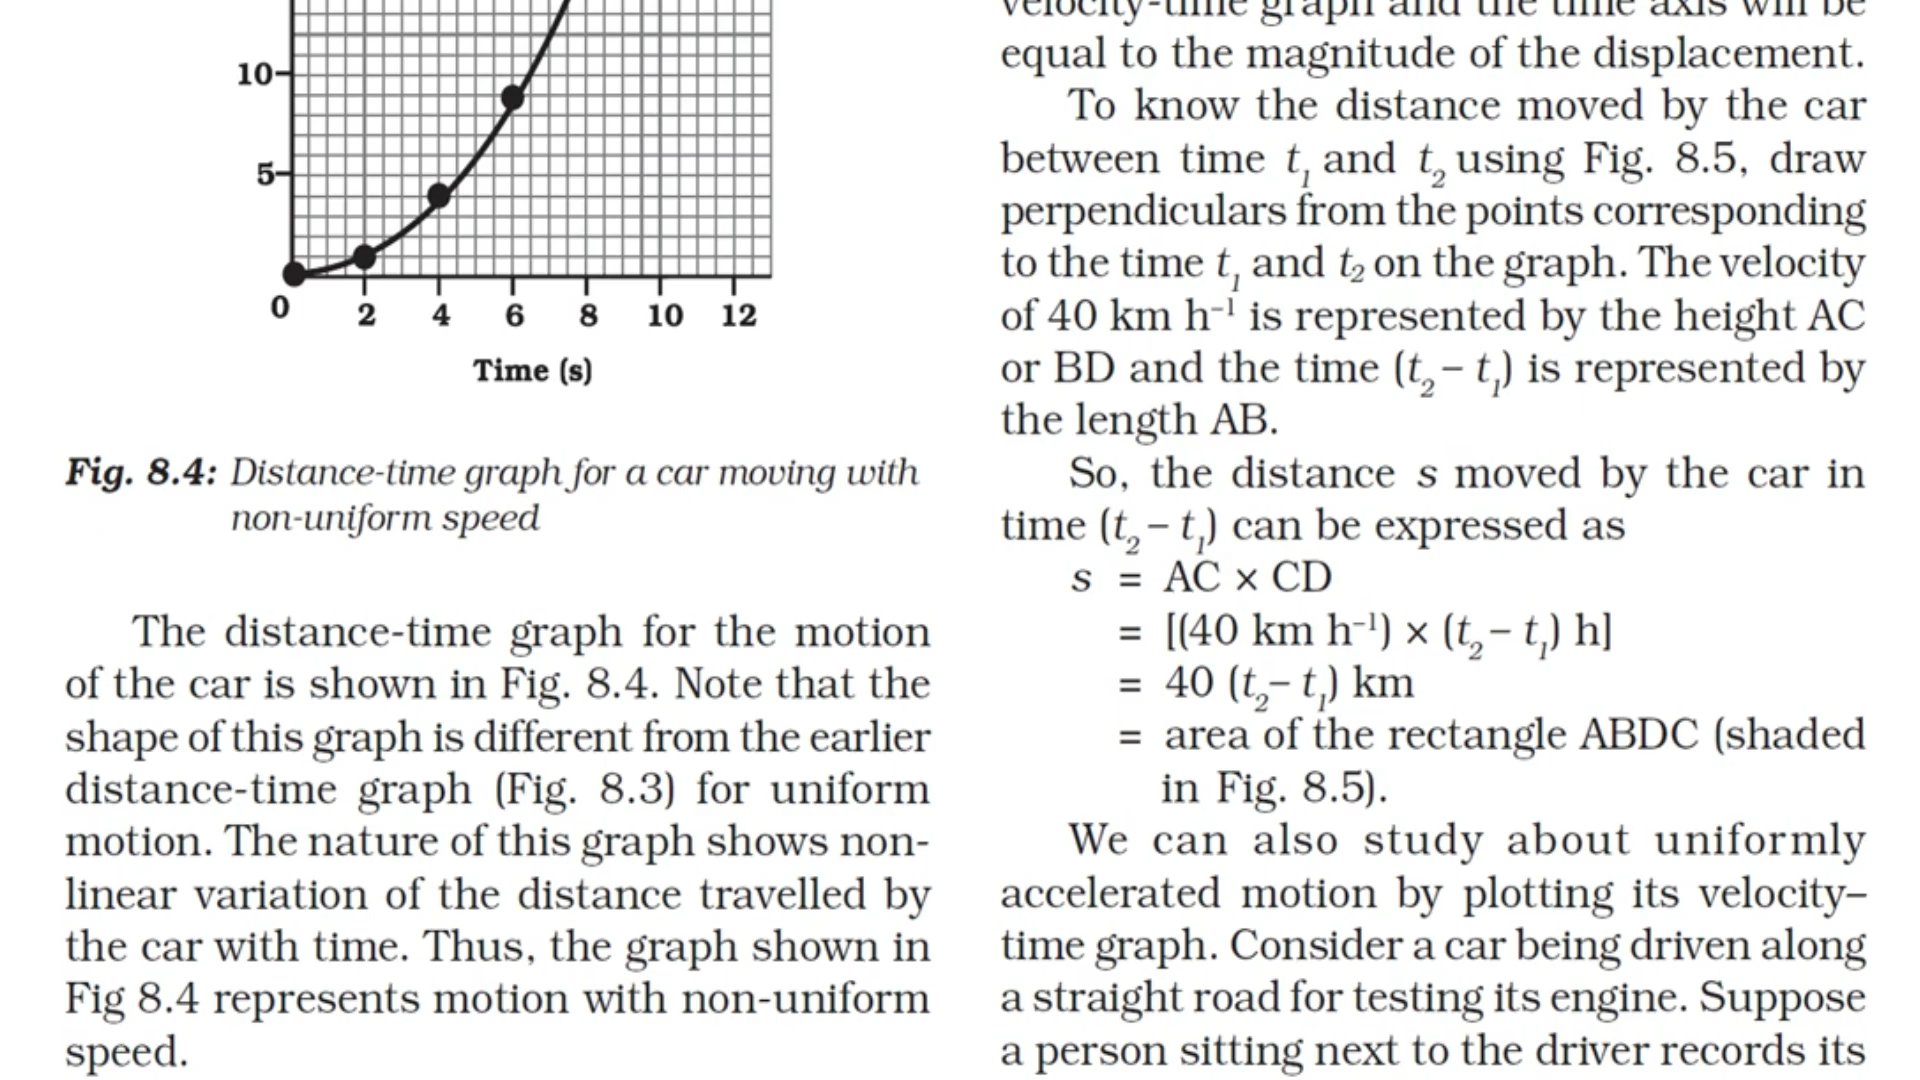 10
5
0 2 4 6 8 10 12
Time (s)
Fig. 8.4: Distance-time graph for a car moving with
non-uniform speed
The distance-time graph for the motion
of the car is shown in Fig. 8.4. Note that the
shape of this graph is different from the earlier
distance-time graph (Fig. 8.3) for uniform
motion. The nature of this graph shows non-
linear variation of the distance travelled by
the car with time. Thus, the graph shown in
Fig 8.4 represents motion with non-uniform
speed.
velocity-time graph and the time axis will be
equal to the magnitude of the displacement.
To know the distance moved by the car
between time t₁ and t₂ using Fig. 8.5, draw
perpendiculars from the points corresponding
to the time t₁ and t₂ on the graph. The velocity
of 40 km h⁻¹ is represented by the height AC
or BD and the time (t₂ – t₁) is represented by
the length AB.
So, the distance s moved by the car in
time (t₂ – t₁) can be expressed as
s = AC × CD
= [(40 km h⁻¹) × (t₂ – t₁) h]
= 40 (t₂ – t₁) km
= area of the rectangle ABDC (shaded
in Fig. 8.5).
We can also study about uniformly
accelerated motion by plotting its velocity–
time graph. Consider a car being driven along
a straight road for testing its engine. Suppose
a person sitting next to the driver records its